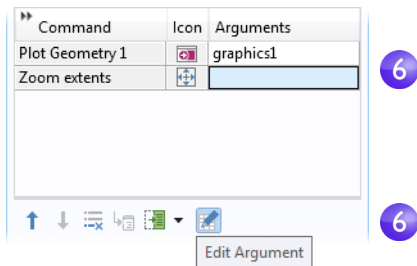 Command Icon Arguments
Plot Geometry 1 graphics1
Zoom extents
6
6
Edit Argument